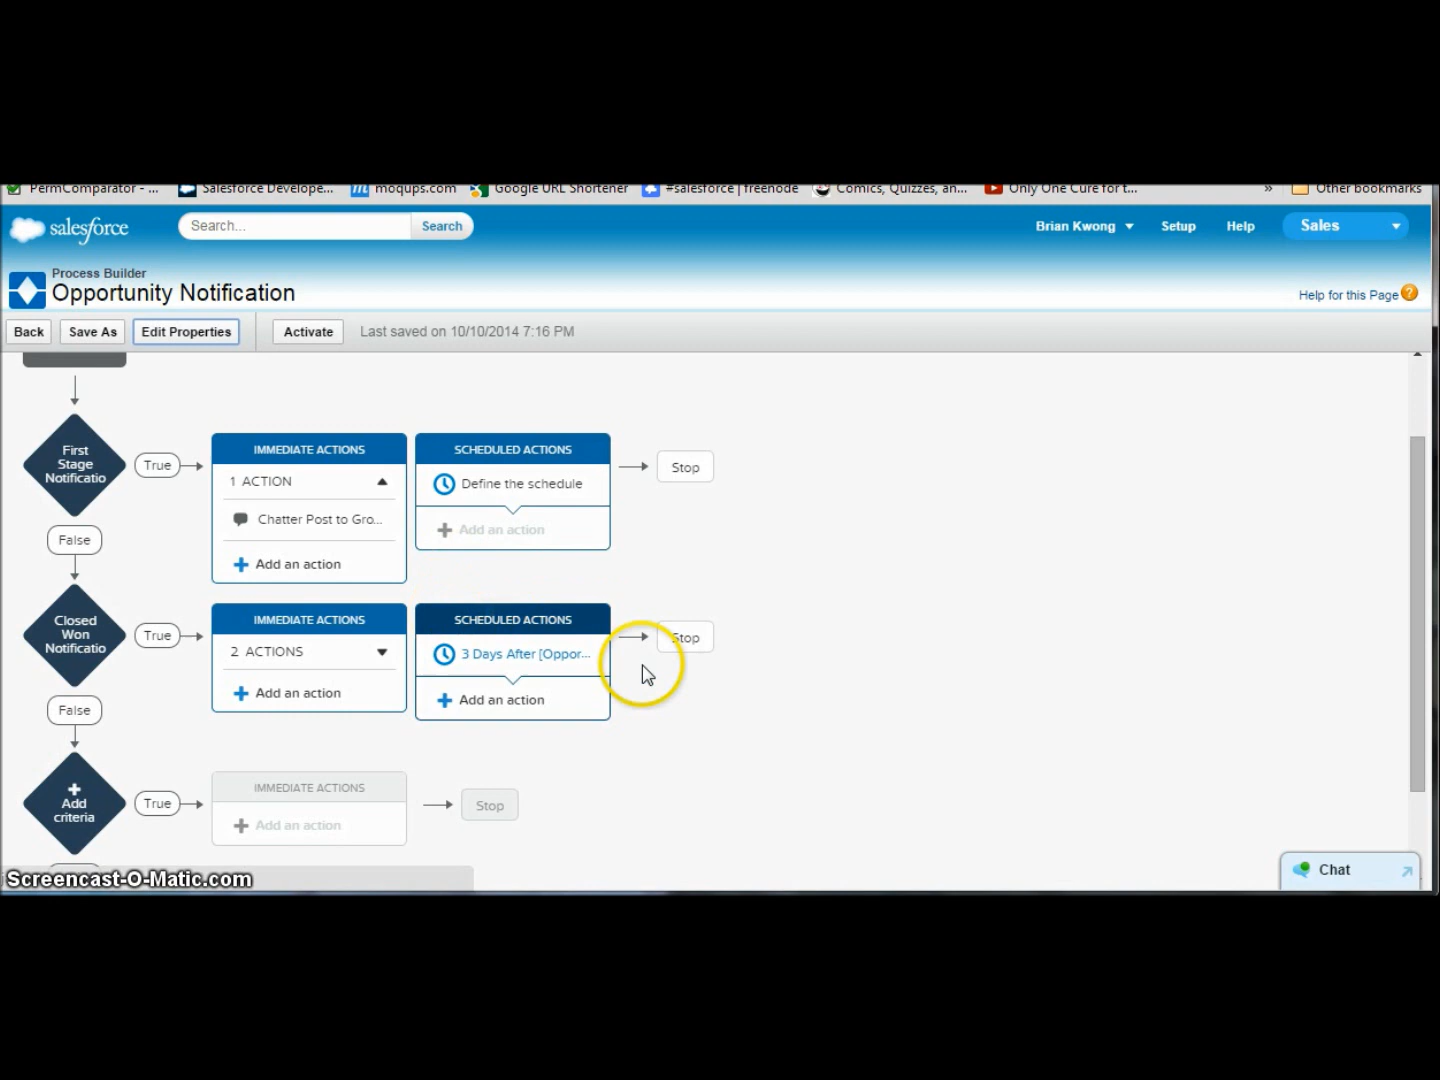 PermComparator - ... Salesforce Develope... moqups.com Google URL Shortener #salesforce | freenode Comics, Quizzes, an... Only One Cure for t... » Other bookmarks
salesforce Search... Search Brian Kwong Setup Help Sales
Process Builder
Opportunity Notification
Help for this Page ?
Back Save As Edit Properties Activate Last saved on 10/10/2014 7:16 PM
First
Stage
Notificatio
True
IMMEDIATE ACTIONS
1 ACTION
Chatter Post to Gro...
Add an action
SCHEDULED ACTIONS
Define the schedule
Add an action
Stop
False
Closed
Won
Notificatio
True
IMMEDIATE ACTIONS
2 ACTIONS
Add an action
SCHEDULED ACTIONS
3 Days After [Oppor...
Add an action
Stop
False
Add
criteria
True
IMMEDIATE ACTIONS
Add an action
Stop
Screencast-O-Matic.com
Chat